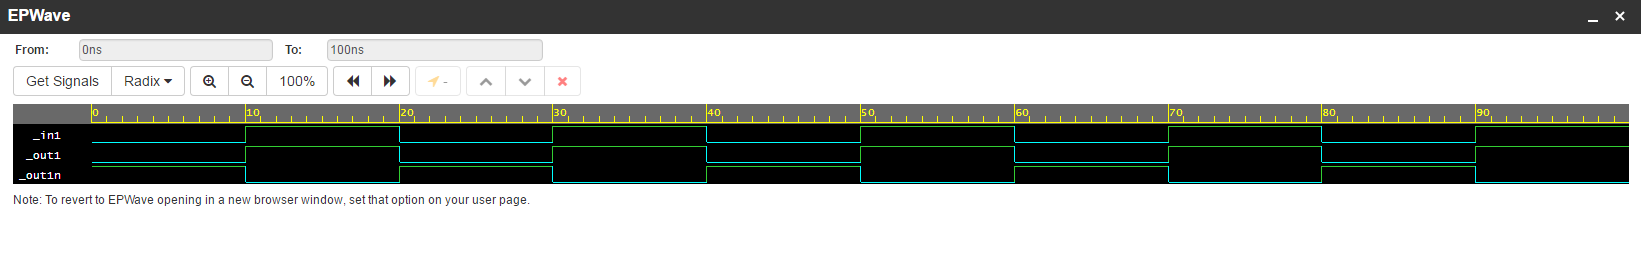 EPWave
From: 0ns To: 100ns
Get Signals Radix 100% -
0 10 20 30 40 50 60 70 80 90
_in1
_out1
_out1n
Note: To revert to EPWave opening in a new browser window, set that option on your user page.